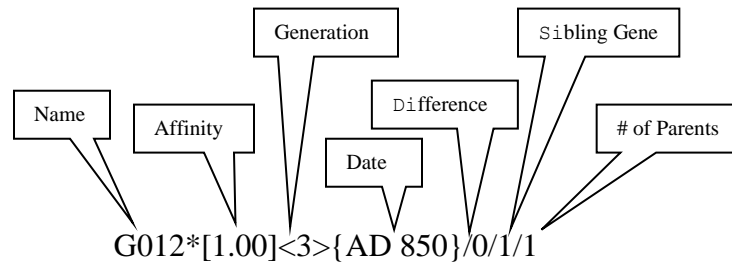 Generation
Sibling Gene
Name
Affinity
Difference
# of Parents
Date
G012*[1.00]<3>{AD 850}/0/1/1